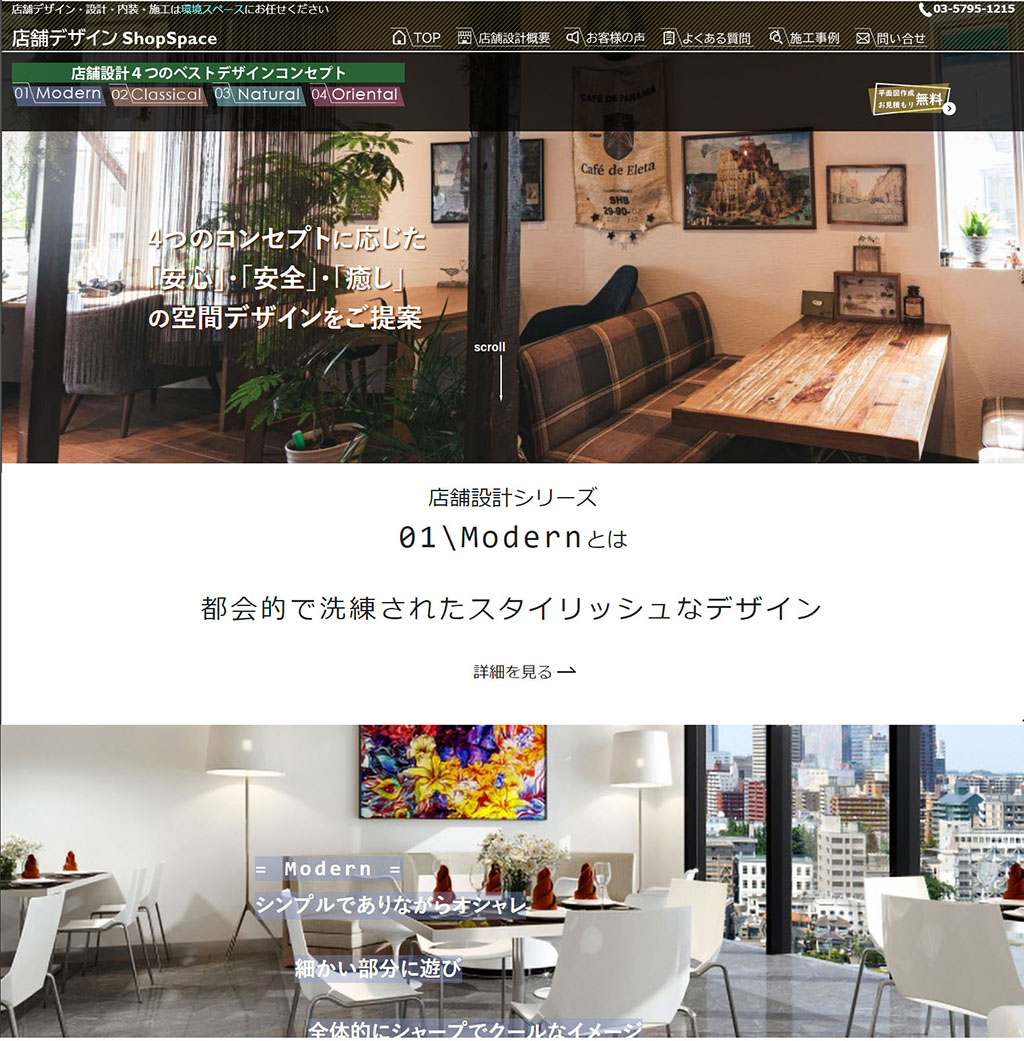 店舗デザイン・設計・内装・施工は環境スペースにお任せください
03-5795-1215
店舗デザイン ShopSpace
TOP
店舗設計概要
お客様の声
よくある質問
施工事例
問い合せ
店舗設計４つのベストデザインコンセプト
01\Modern
02\Classical
03\Natural
04\Oriental
平面図作成
お見積もり 無料
CAFÉ DE PANAMÁ
Café de Eleta
SHB
29-90-
4つのコンセプトに応じた
「安心」・「安全」・「癒し」
の空間デザインをご提案
scroll
店舗設計シリーズ
01\Modernとは
都会的で洗練されたスタイリッシュなデザイン
詳細を見る
= Modern =
シンプルでありながらオシャレ
細かい部分に遊び
全体的にシャープでクールなイメージ